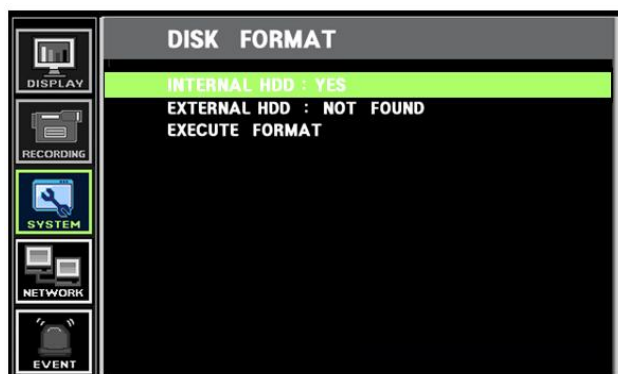 DISK FORMAT
DISPLAY
INTERNAL HDD : YES
EXTERNAL HDD : NOT FOUND
EXECUTE FORMAT
RECORDING
SYSTEM
NETWORK
EVENT